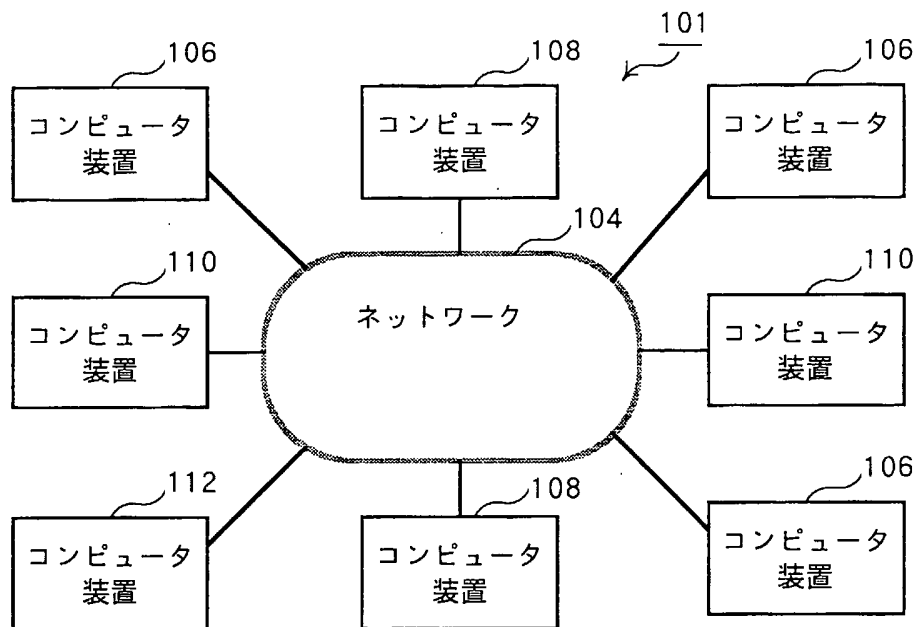 101
106
108
106
コンピュータ
装置
コンピュータ
装置
コンピュータ
装置
104
110
110
コンピュータ
装置
ネットワーク
コンピュータ
装置
112
108
106
コンピュータ
装置
コンピュータ
装置
コンピュータ
装置